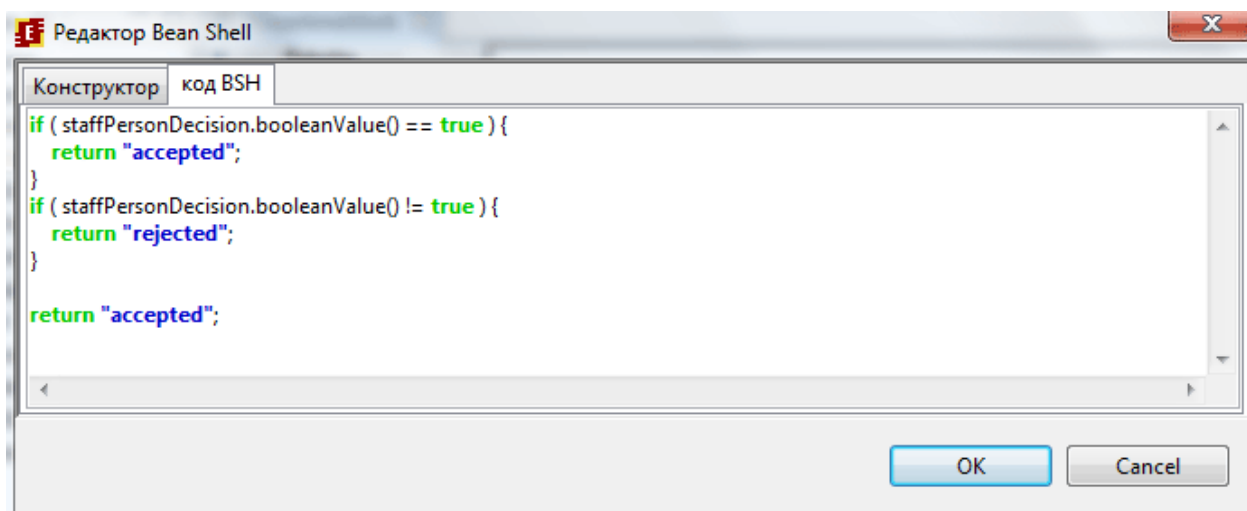 Редактор Bean Shell
Конструктор код BSH
if ( staffPersonDecision.booleanValue() == true ) {
return "accepted";
}
if ( staffPersonDecision.booleanValue() != true ) {
return "rejected";
}
return "accepted";
OK Cancel